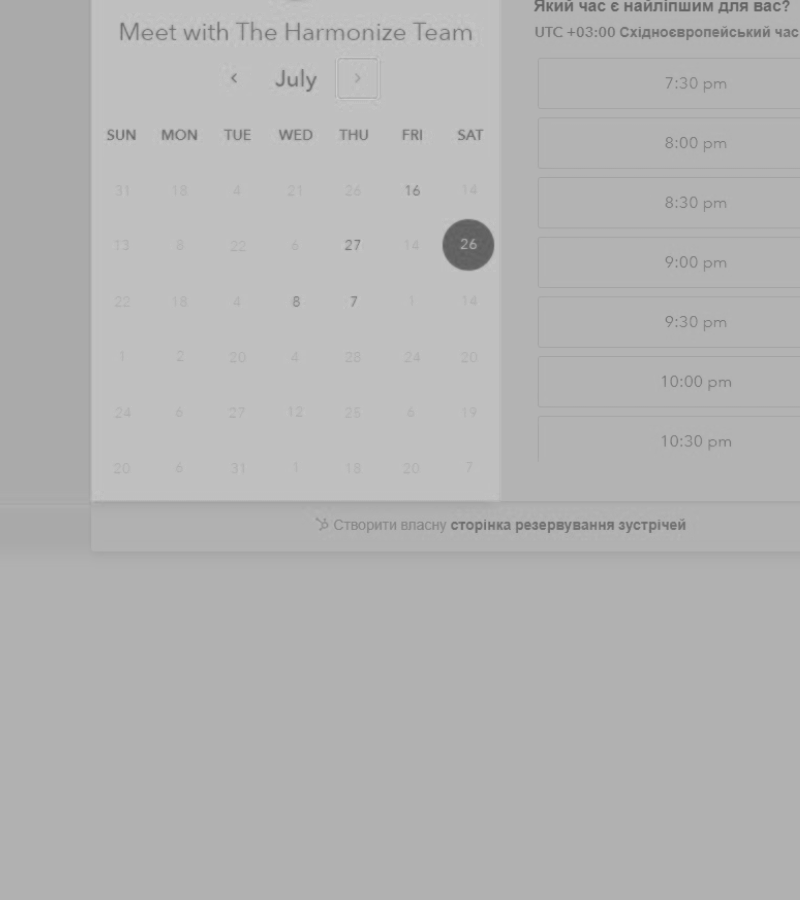 Meet with The Harmonize Team
July
SUN MON TUE WED THU FRI SAT
31 18 4 21 26 16 14
13 8 22 6 27 14 26
22 18 4 8 7 1 14
1 2 20 4 28 24 20
24 6 27 12 25 6 19
20 6 31 1 18 20 7
Який час є найліпшим для вас?
UTC +03:00 Східноєвропейський час
7:30 pm
8:00 pm
8:30 pm
9:00 pm
9:30 pm
10:00 pm
10:30 pm
Створити власну сторінка резервування зустрічей